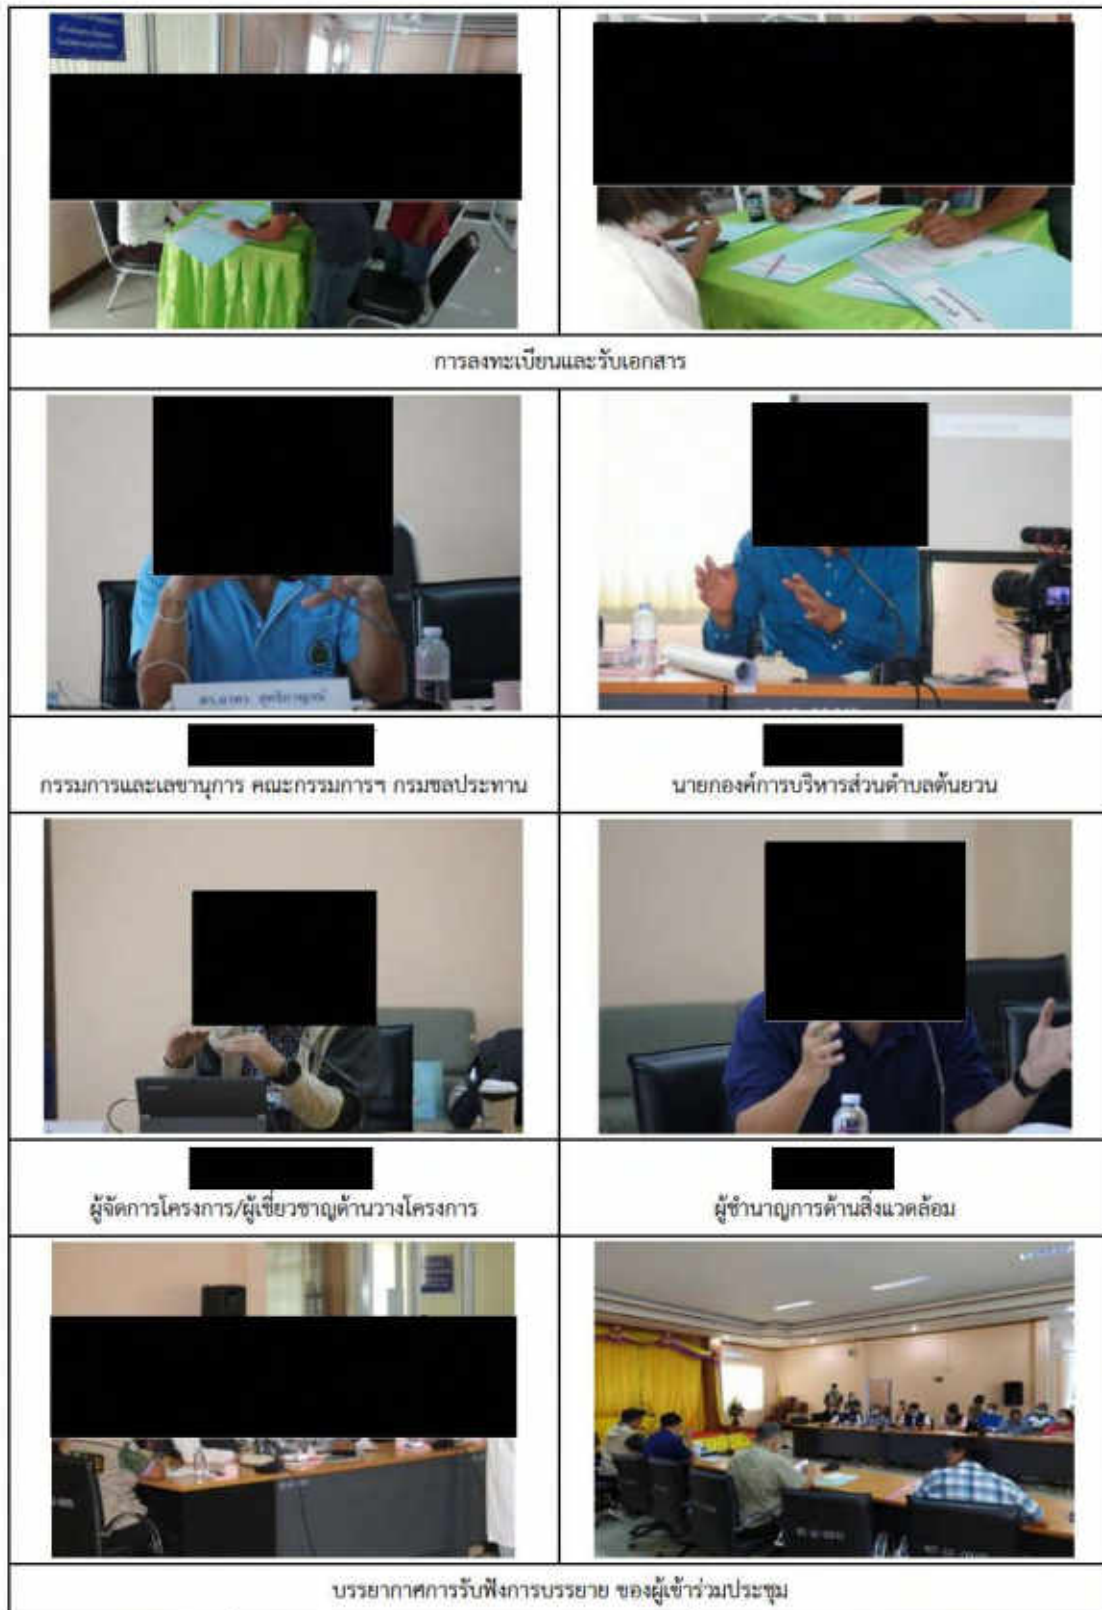 การลงทะเบียนและรับเอกสาร
กรรมการและเลขานุการ คณะกรรมการฯ กรมชลประทาน
นายกองค์การบริหารส่วนตำบลต้นยวน
ผู้จัดการโครงการ/ผู้เชี่ยวชาญด้านวางโครงการ
ผู้ชำนาญการด้านสิ่งแวดล้อม
บรรยากาศการรับฟังการบรรยาย ของผู้เข้าร่วมประชุม